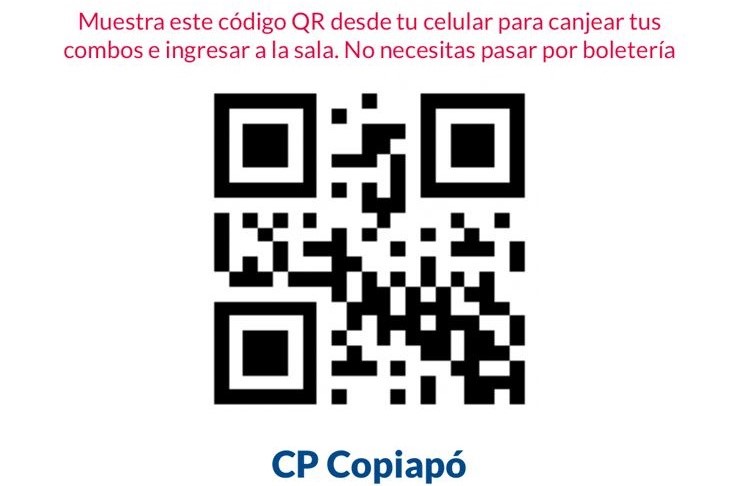 Muestra este código QR desde tu celular para canjear tus
combos e ingresar a la sala. No necesitas pasar por boletería
CP Copiapó